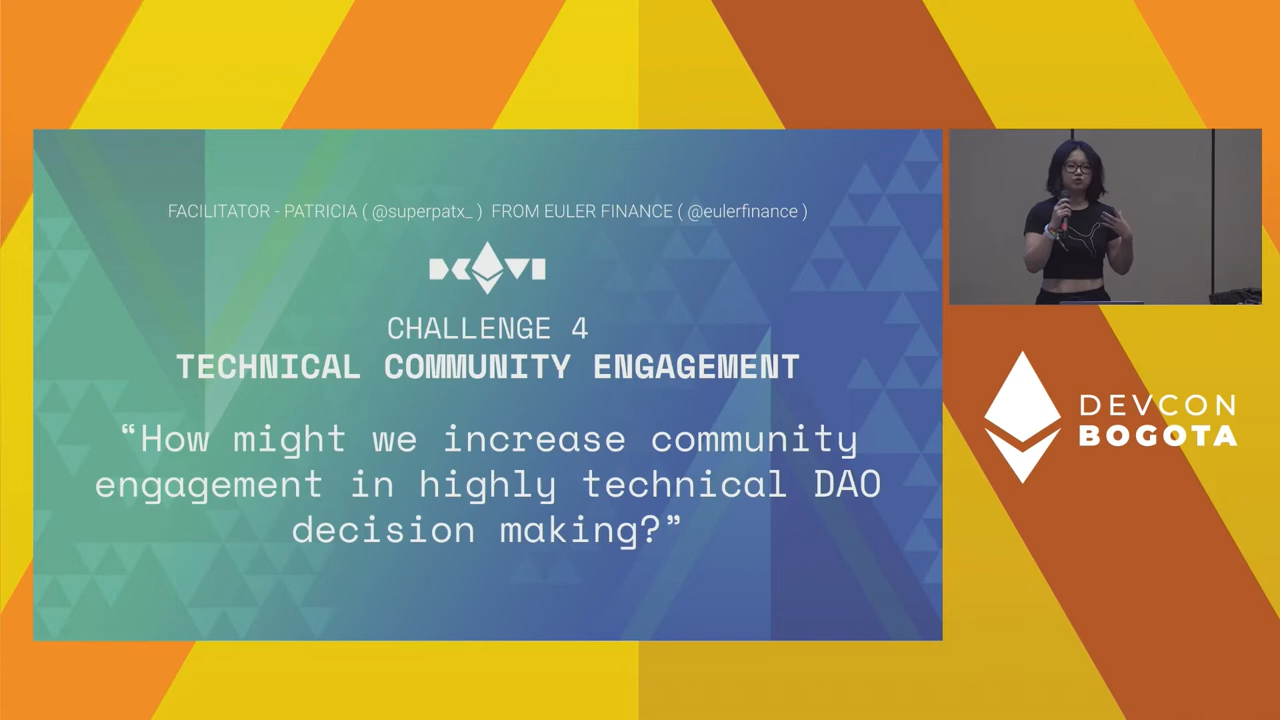 FACILITATOR - PATRICIA ( @superpatx_ ) FROM EULER FINANCE ( @eulerfinance )
DCVI
CHALLENGE 4
TECHNICAL COMMUNITY ENGAGEMENT
“How might we increase community
engagement in highly technical DAO
decision making?”
DEVCON
BOGOTA